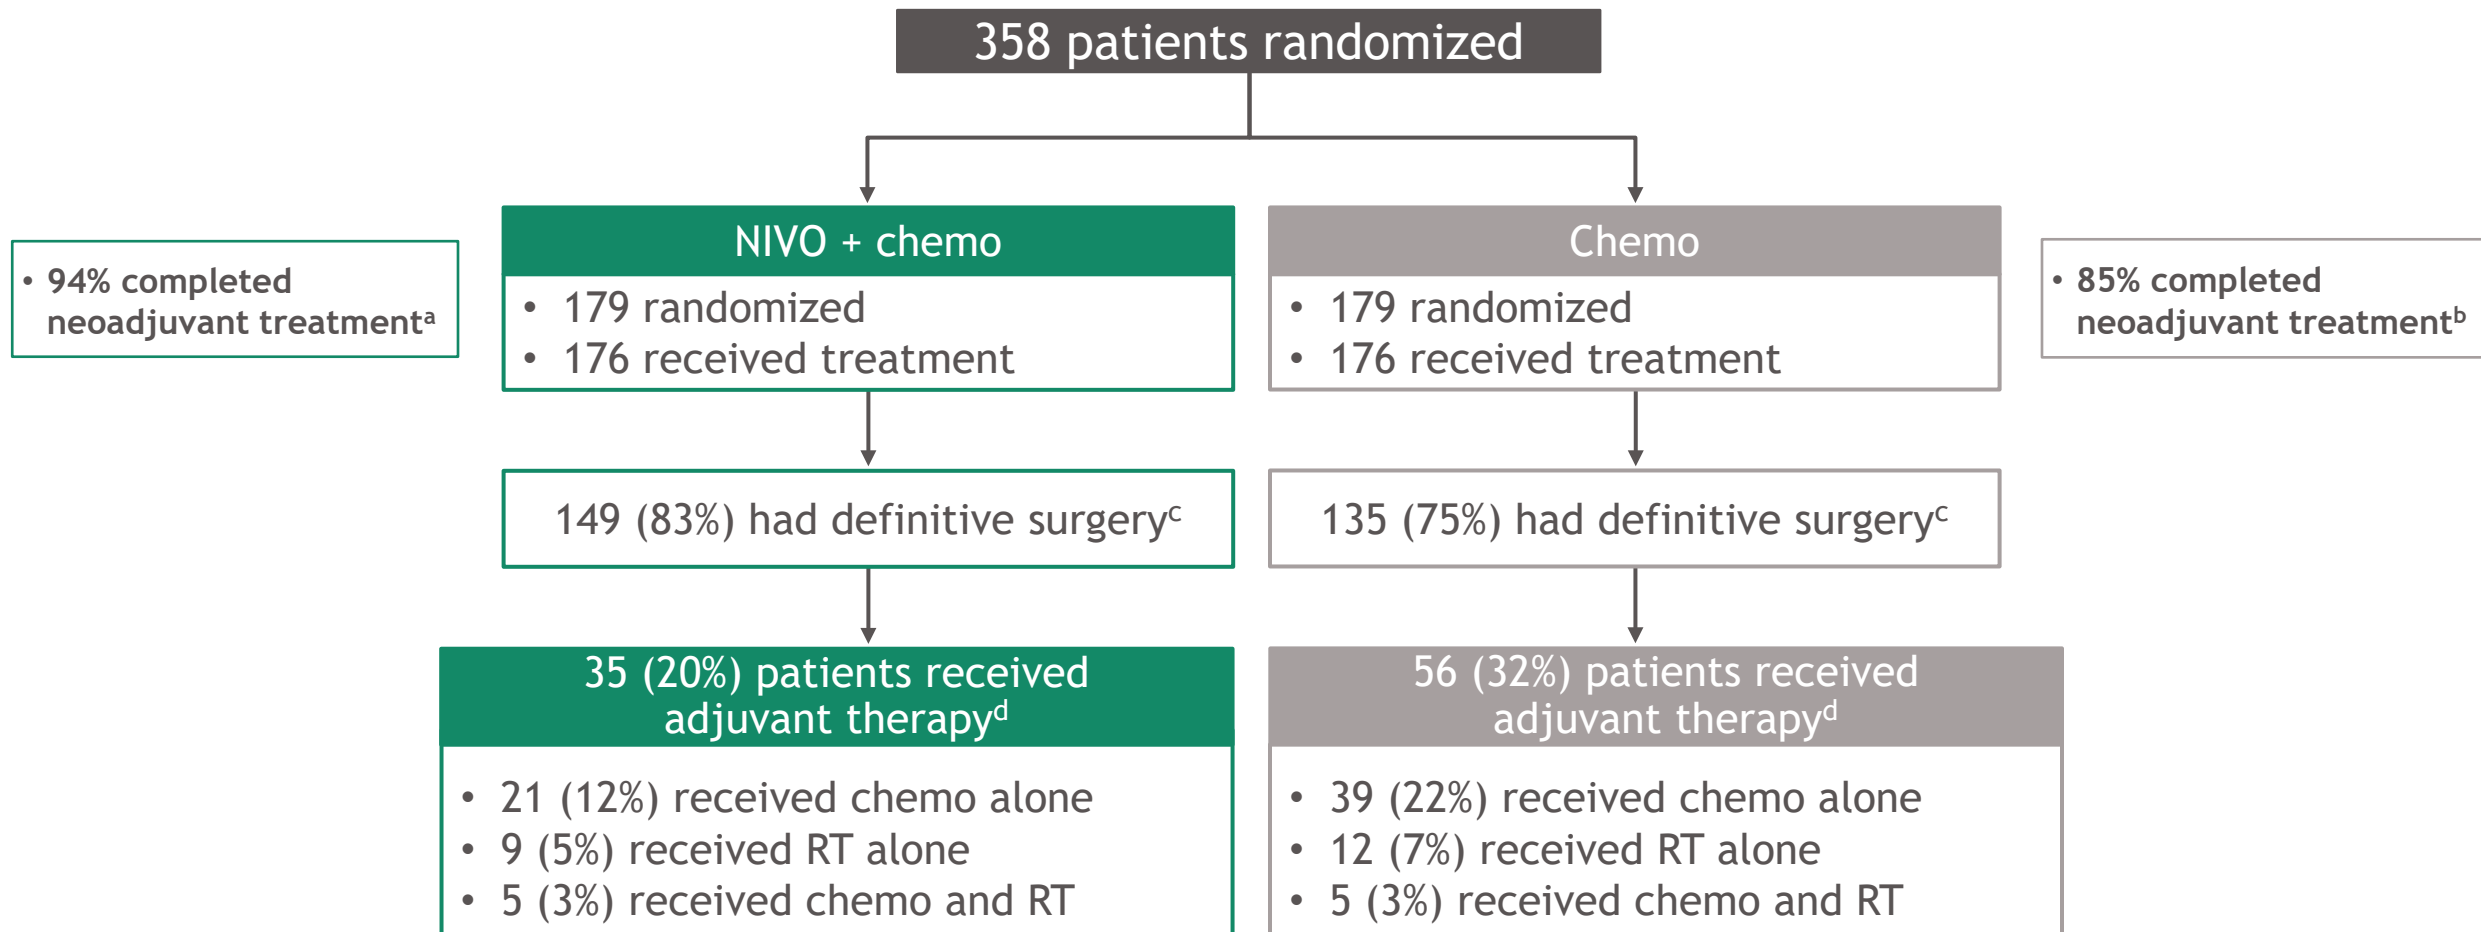 358 patients randomized
NIVO + chemo
• 179 randomized
• 176 received treatment
Chemo
• 179 randomized
• 176 received treatment
• 94% completed
neoadjuvant treatmentᵃ
• 85% completed
neoadjuvant treatmentᵇ
149 (83%) had definitive surgeryᶜ
135 (75%) had definitive surgeryᶜ
35 (20%) patients received
adjuvant therapyᵈ
• 21 (12%) received chemo alone
• 9 (5%) received RT alone
• 5 (3%) received chemo and RT
56 (32%) patients received
adjuvant therapyᵈ
• 39 (22%) received chemo alone
• 12 (7%) received RT alone
• 5 (3%) received chemo and RT